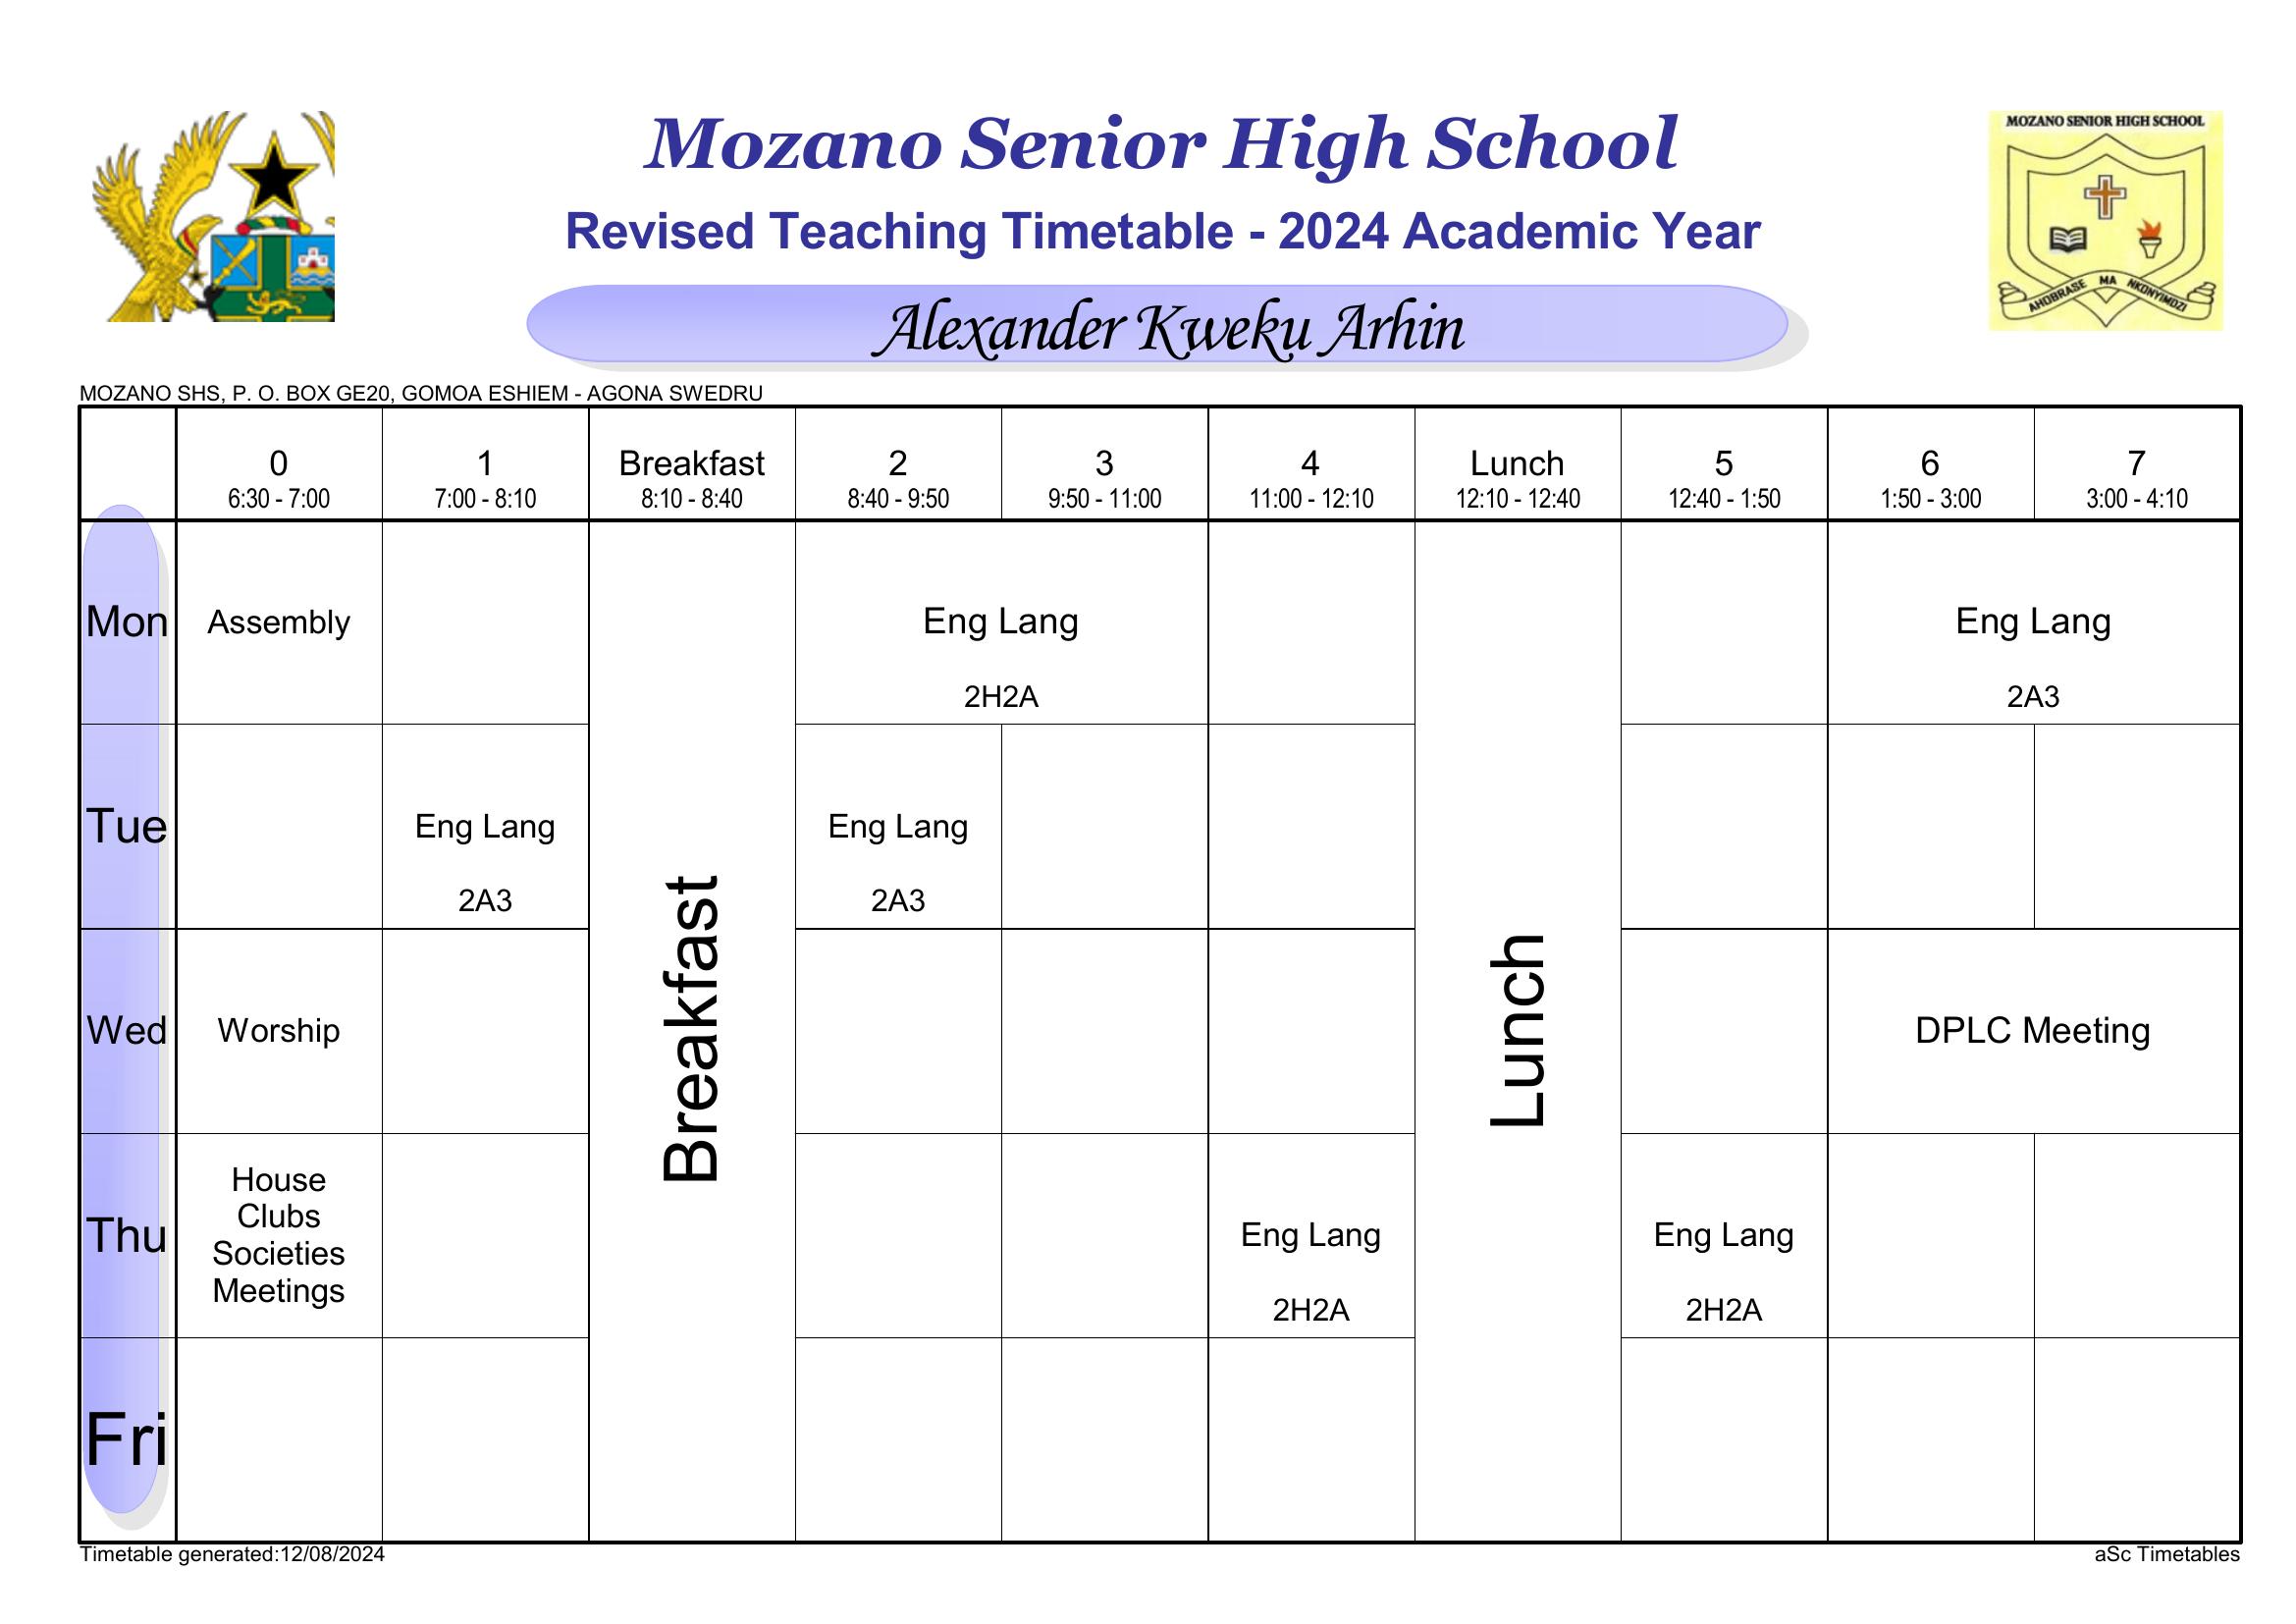 MOZANO SENIOR HIGH SCHOOL
AHOBRASE MA NKONYIMDZI
Mozano Senior High School
Revised Teaching Timetable - 2024 Academic Year
Alexander Kweku Arhin
MOZANO SHS, P. O. BOX GE20, GOMOA ESHIEM - AGONA SWEDRU
0 1 Breakfast 2 3 4 Lunch 5 6 7
6:30 - 7:00 7:00 - 8:10 8:10 - 8:40 8:40 - 9:50 9:50 - 11:00 11:00 - 12:10 12:10 - 12:40 12:40 - 1:50 1:50 - 3:00 3:00 - 4:10
Mon Assembly Eng Lang Eng Lang
2H2A 2A3
Tue Eng Lang Eng Lang
2A3 2A3
Breakfast
Lunch
Wed Worship DPLC Meeting
Thu
House
Clubs
Societies
Meetings
Eng Lang Eng Lang
2H2A 2H2A
Fri
Timetable generated:12/08/2024
aSc Timetables